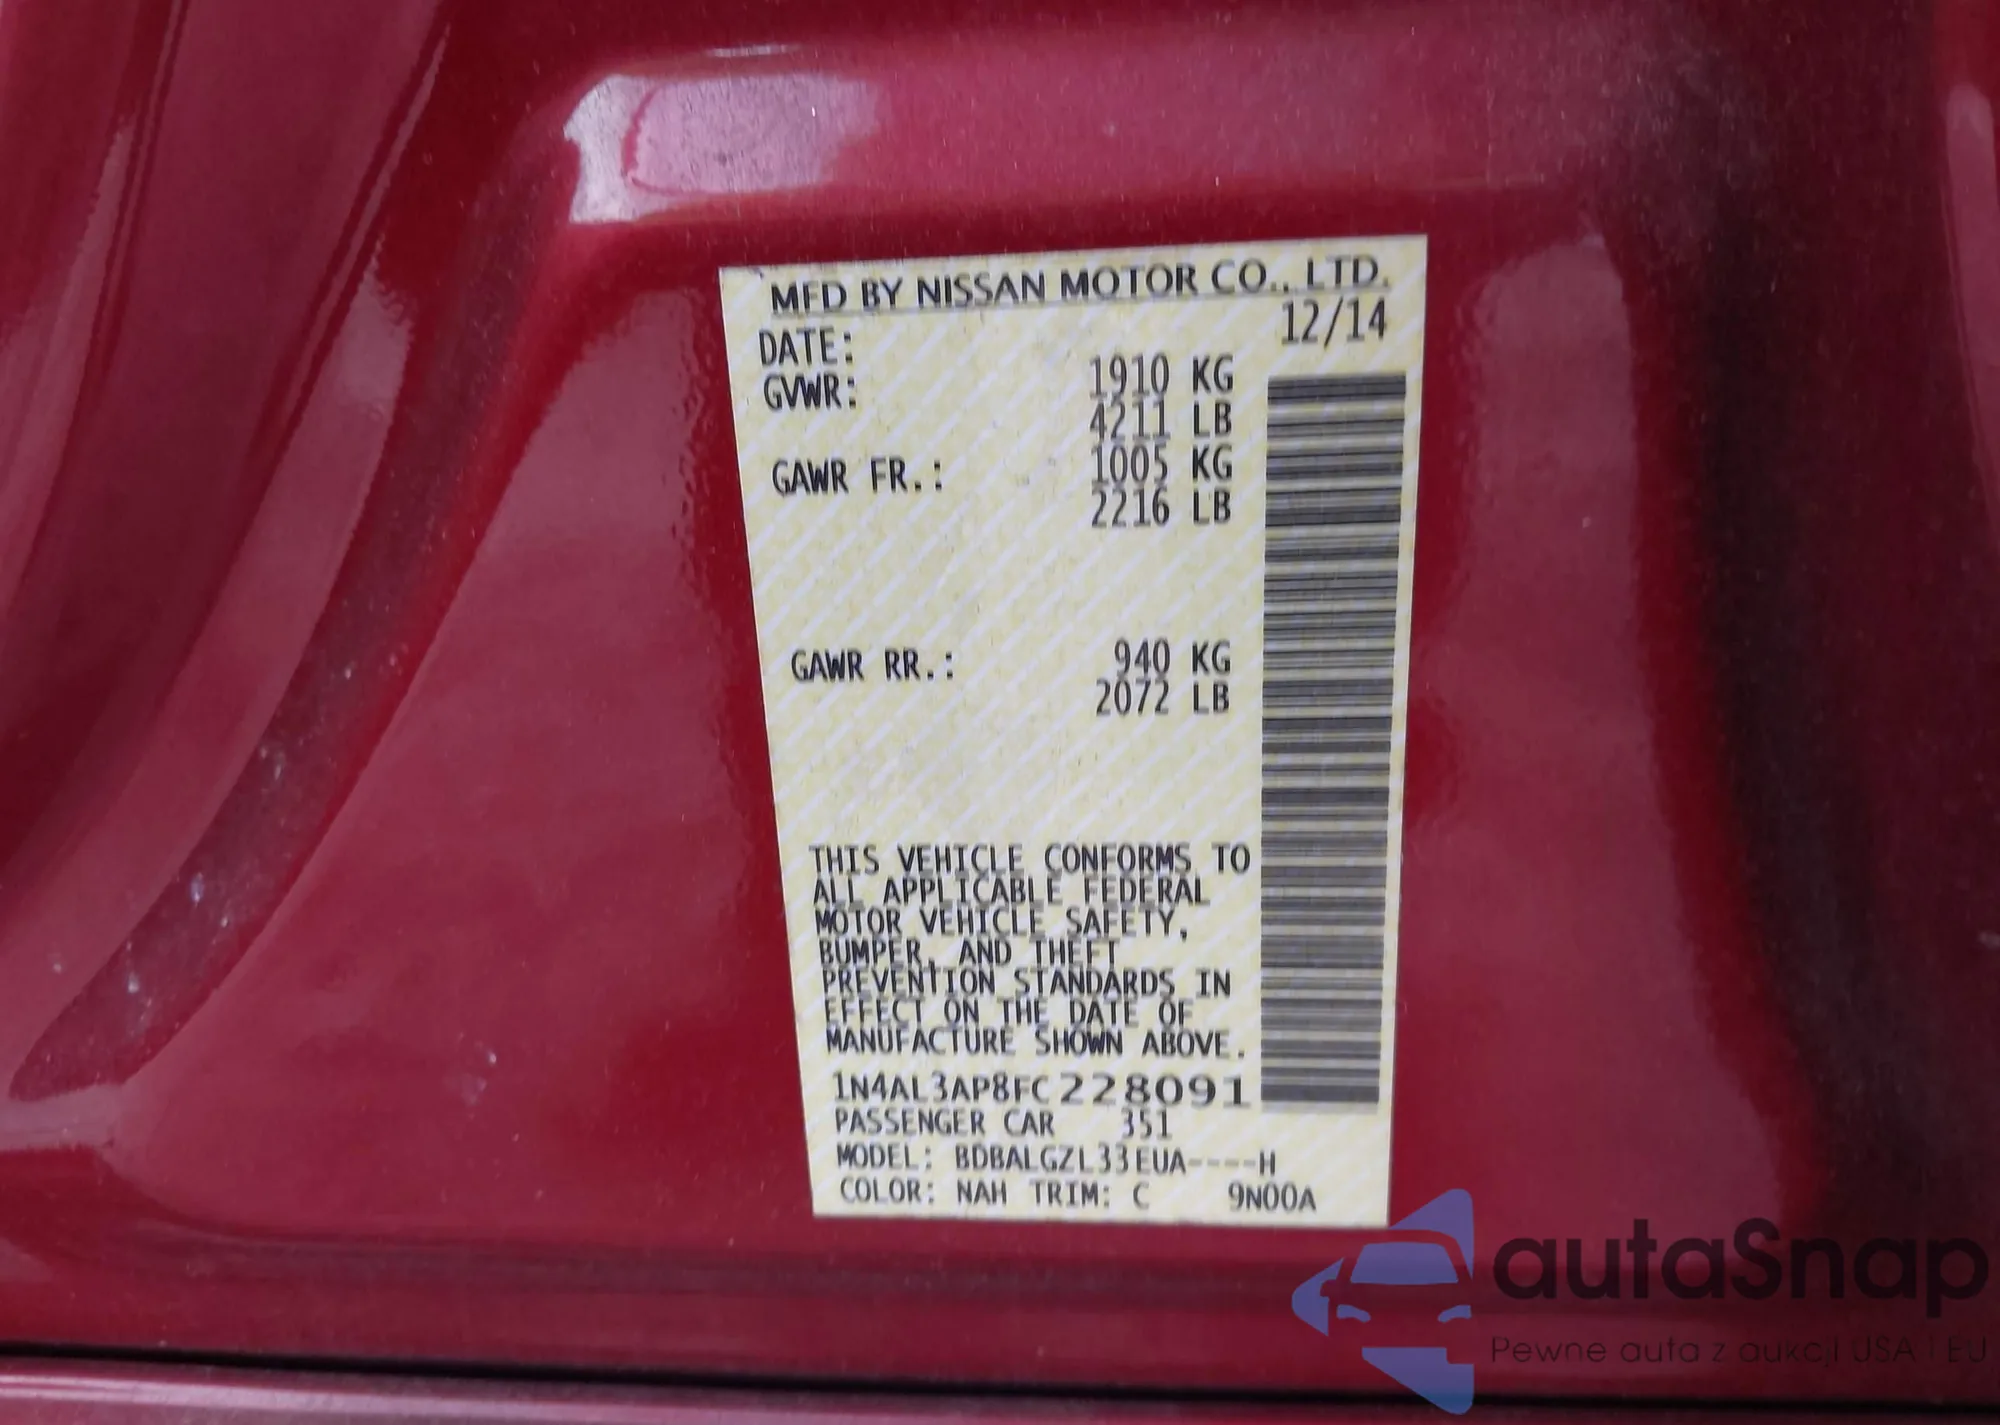 MFD BY NISSAN MOTOR CO., LTD.
DATE: 12/14
GVWR: 1910 KG
4211 LB
GAWR FR.: 1005 KG
2216 LB
GAWR RR.: 940 KG
2072 LB
THIS VEHICLE CONFORMS TO
ALL APPLICABLE FEDERAL
MOTOR VEHICLE SAFETY,
BUMPER, AND THEFT
PREVENTION STANDARDS IN
EFFECT ON THE DATE OF
MANUFACTURE SHOWN ABOVE.
1N4AL3AP8FC228091
PASSENGER CAR 351
MODEL: BDBALGZL33EUA----H
COLOR: NAH TRIM: C 9N00A
autaSnap
Pewne auta z aukcji USA i EU